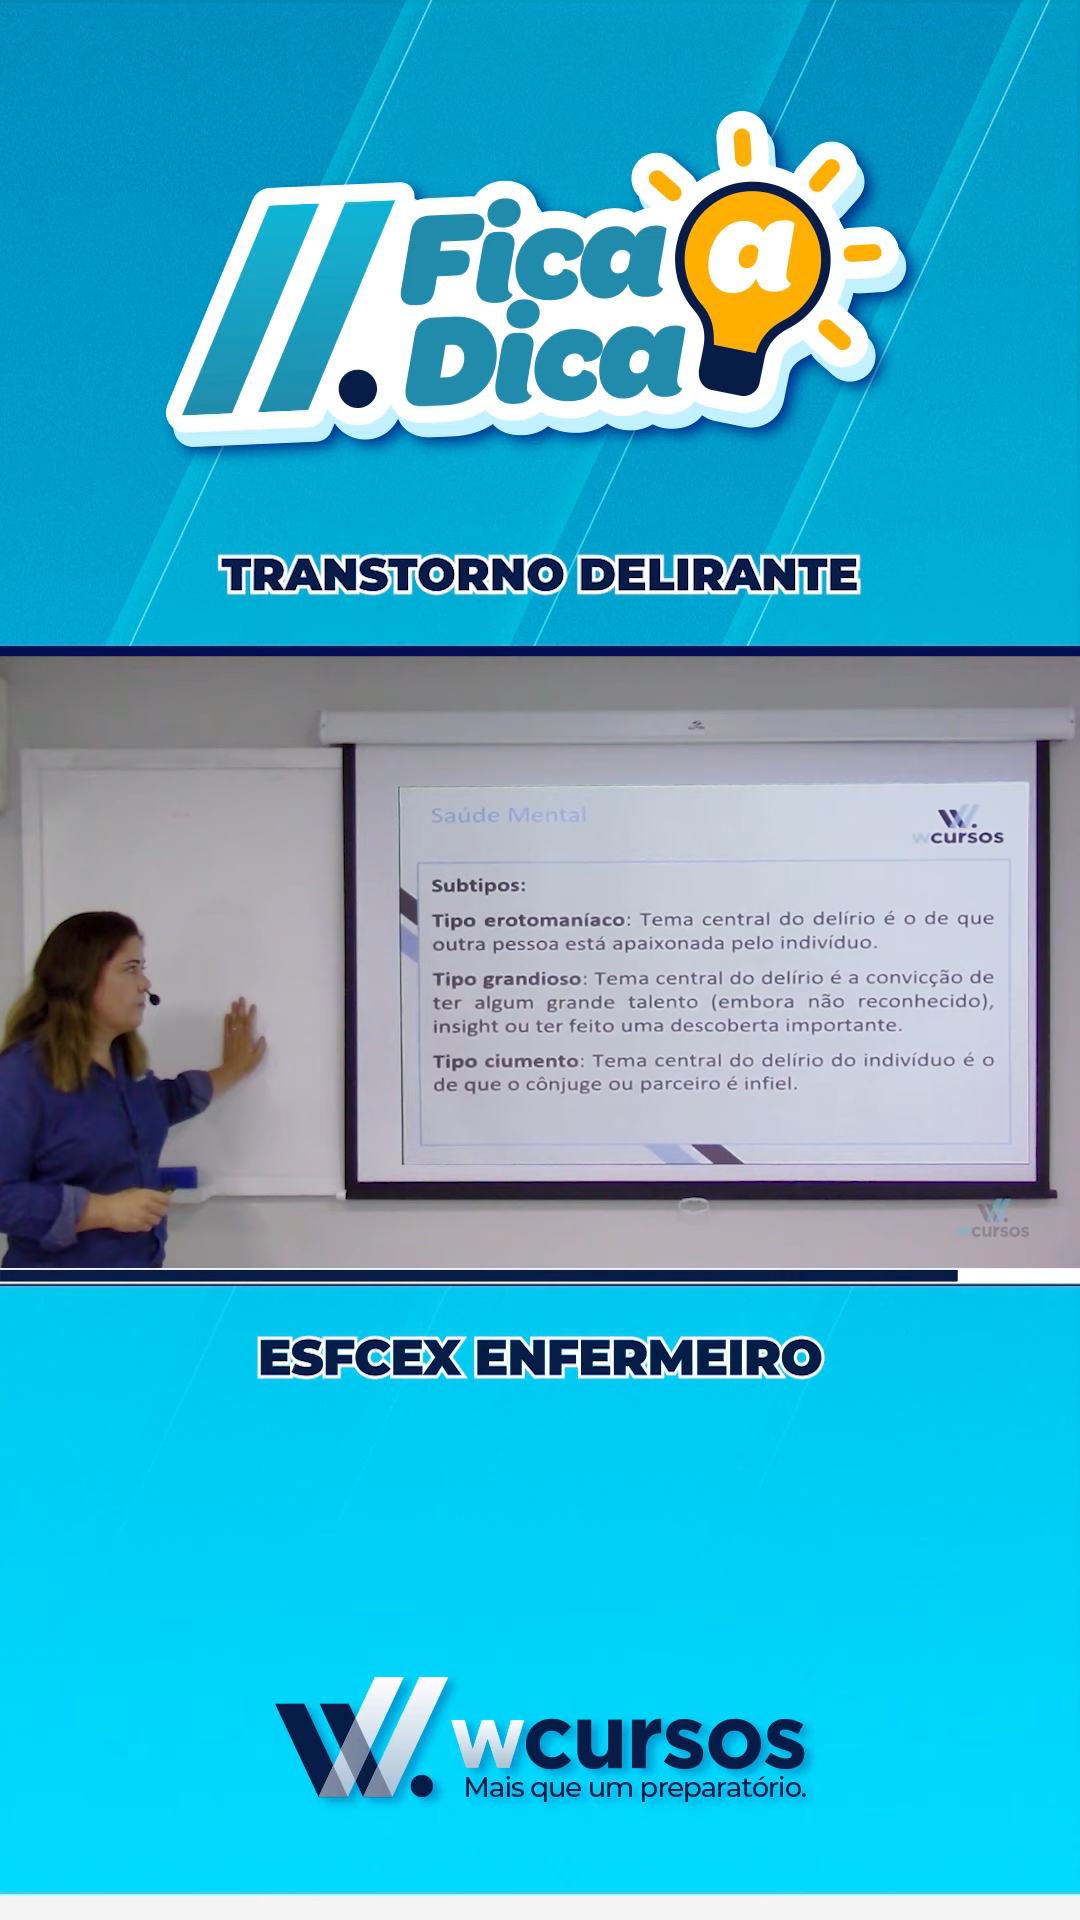 Fica a
Dica
TRANSTORNO DELIRANTE
Saúde Mental
W.
wcursos
Subtipos:
Tipo erotomaníaco: Tema central do delírio é o de que
outra pessoa está apaixonada pelo indivíduo.
Tipo grandioso: Tema central do delírio é a convicção de
ter algum grande talento (embora não reconhecido),
insight ou ter feito uma descoberta importante.
Tipo ciumento: Tema central do delírio do indivíduo é o
de que o cônjuge ou parceiro é infiel.
W.
wcursos
ESFCEX ENFERMEIRO
W. wcursos
Mais que um preparatório.